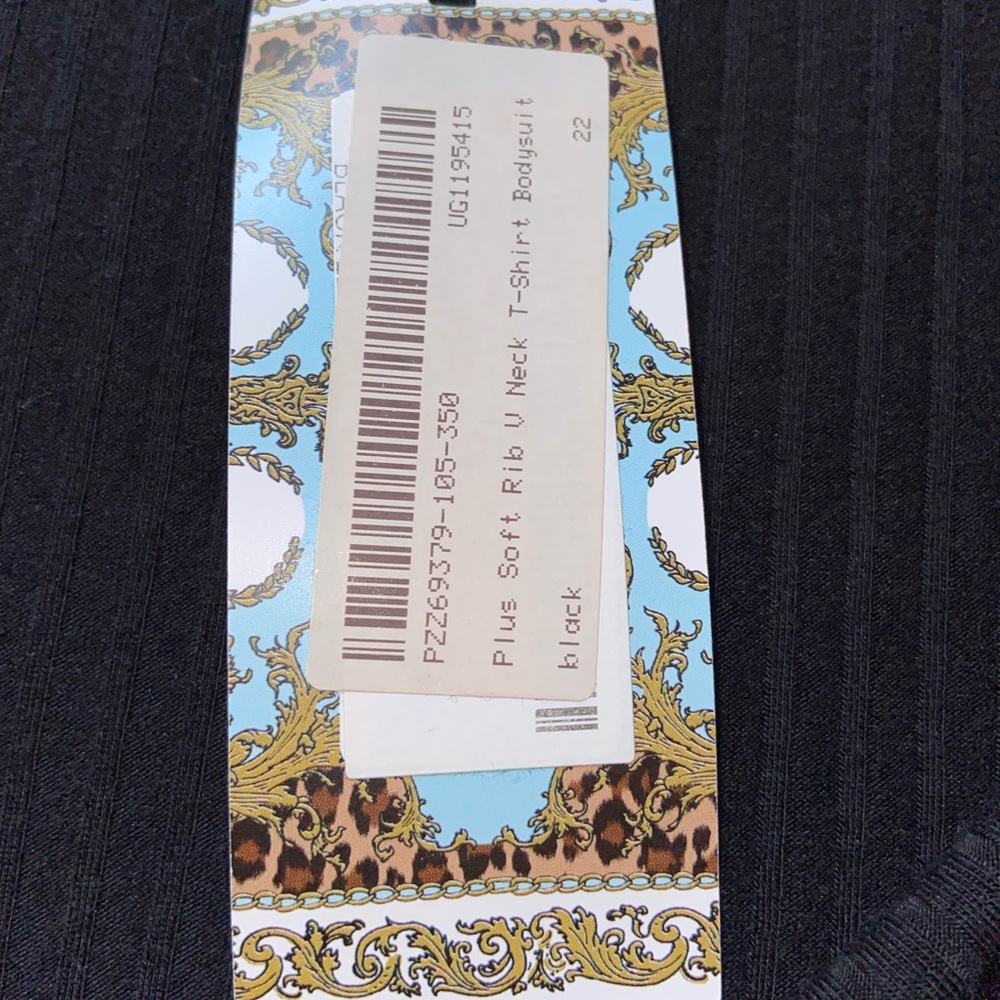 UG1195415
PZZ69379-105-350
Plus Soft Rib V Neck T-Shirt Bodysuit
black 22